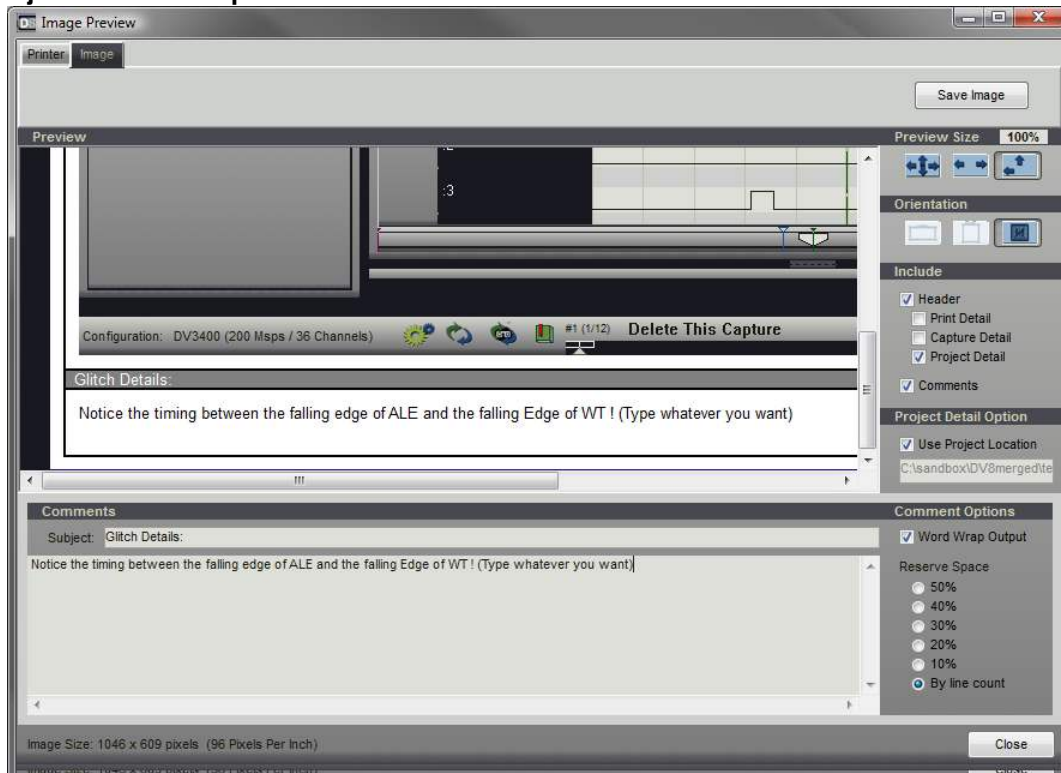 Image Preview
Printer Image
Save Image
Preview
Preview Size 100%
:3
Orientation
Include
Header
Print Detail
Capture Detail
Project Detail
Comments
Configuration: DV3400 (200 Msps / 36 Channels) #1 (1/12) Delete This Capture
Glitch Details:
Notice the timing between the falling edge of ALE and the falling Edge of WT ! (Type whatever you want)
Project Detail Option
Use Project Location
C:\sandbox\DV8merged\te
Comments
Subject: Glitch Details:
Notice the timing between the falling edge of ALE and the falling Edge of WT ! (Type whatever you want)
Comment Options
Word Wrap Output
Reserve Space
50%
40%
30%
20%
10%
By line count
Image Size: 1046 x 609 pixels (96 Pixels Per Inch)
Close